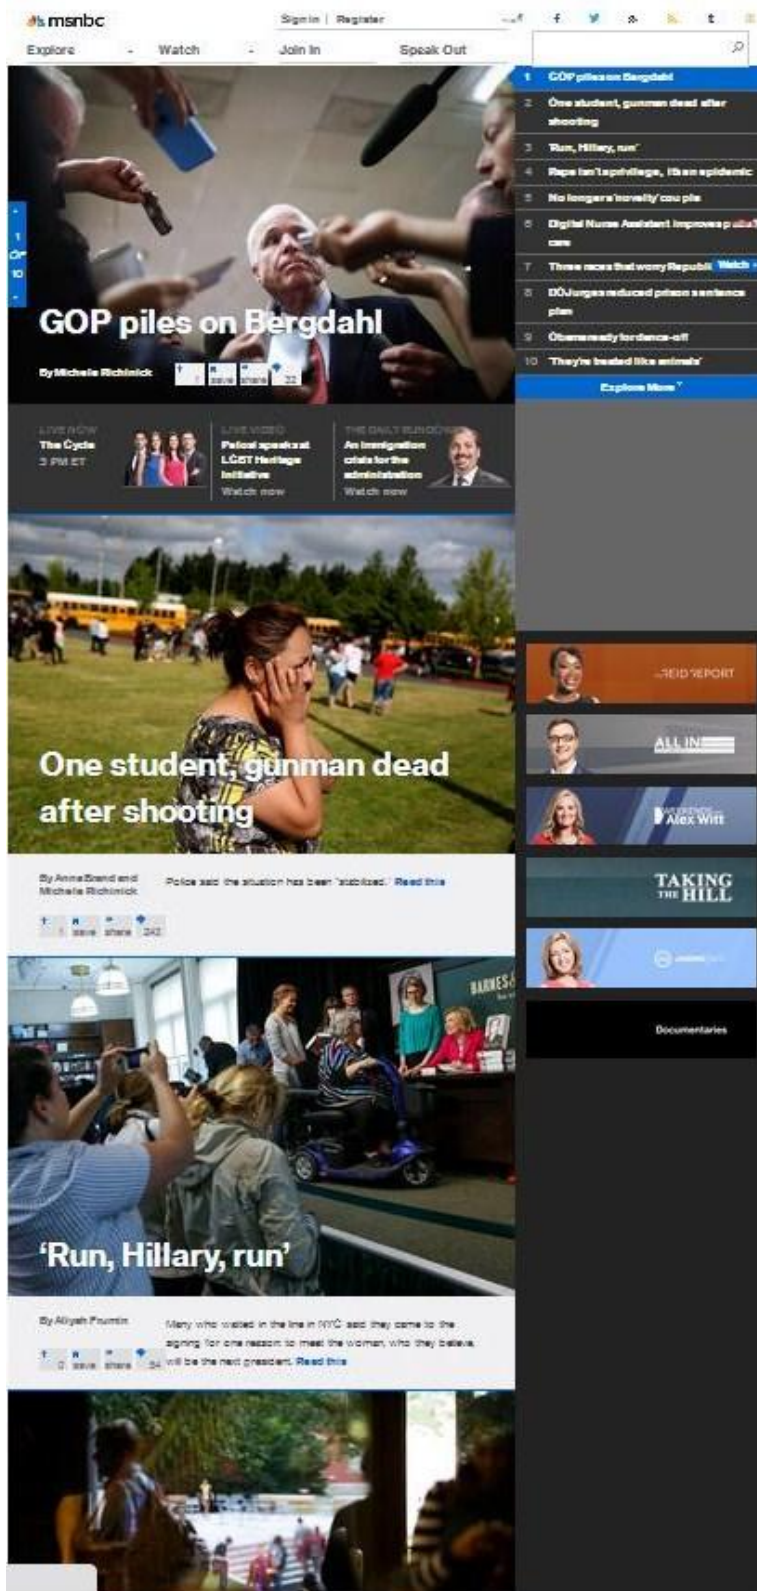 msnbc
Sign in | Register
Explore
Watch
Join In
Speak Out
1 GOP piles on Bergdahl
2 One student, gunman dead after
shooting
3 'Run, Hillary, run'
4 Rape isn't a privilege, it's an epidemic
5 No longer a 'novelty' couple
6 Digital Nurse Assistant improves
care
7 Three races that worry Republi
Watch
8 DOJ urges reduced prison sentence
plan
9 Obama ready for dance-off
10 'They're treated like animals'
Explore More
1
OF
10
GOP piles on Bergdahl
By Michele Richinick
save share 32
LIVE NOW
The Cycle
3 PM ET
LIVE VIDEO
Pelosi speaks at
LGBT Heritage
Initiative
Watch now
THE DAILY RUNDOWN
An immigration
crisis for the
administration
Watch now
REID REPORT
ALL IN
WEEKENDS
Alex Witt
TAKING
THE HILL
Documentaries
One student, gunman dead
after shooting
By Anna Brand and
Michele Richinick
Police said the situation has been "stabilized." Read this
1 save share 242
BARNES &
'Run, Hillary, run'
By Aliyah Frumin
Many who waited in the line in NYC said they came to the
signing for one reason: to meet the woman, who they believe,
will be the next president. Read this
0 save share 54